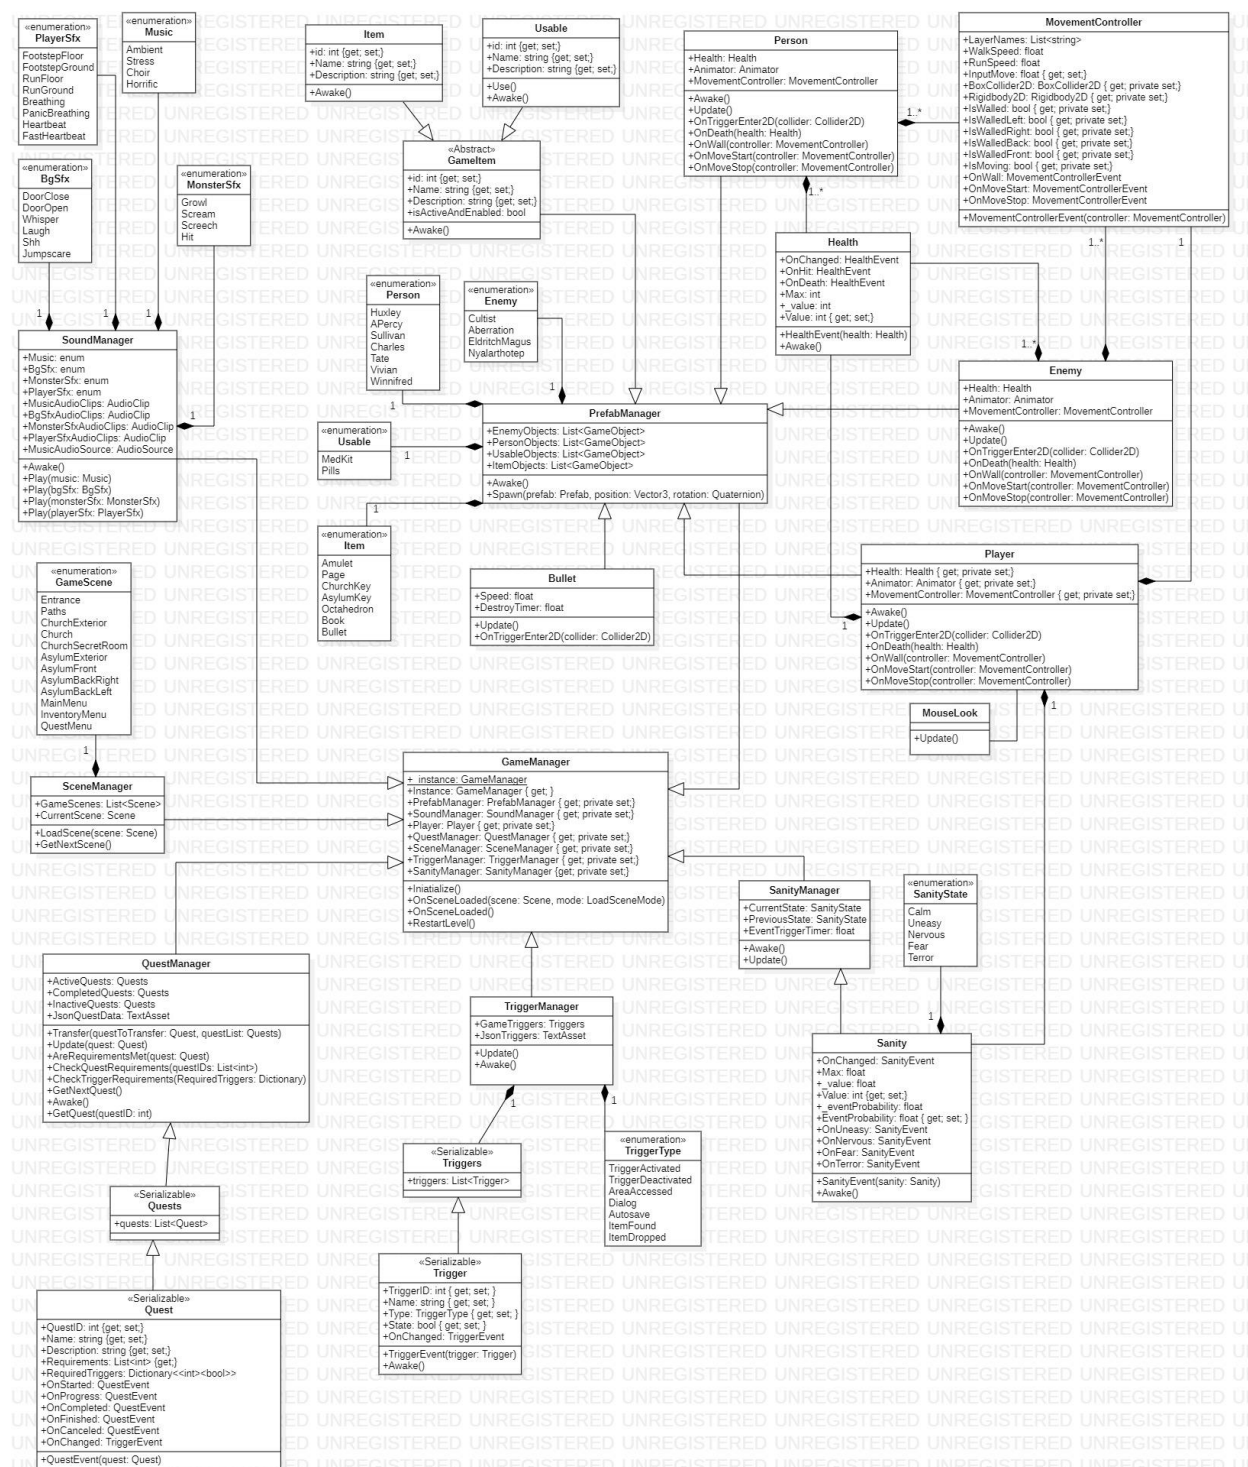 «enumeration»
PlayerSfx
FootstepFloor
FootstepGround
RunFloor
RunGround
Breathing
PanicBreathing
Heartbeat
FastHeartbeat
«enumeration»
Music
Ambient
Stress
Choir
Horrific
«enumeration»
BgSfx
DoorClose
DoorOpen
Whisper
Laugh
Shh
Jumpscare
«enumeration»
MonsterSfx
Growl
Scream
Screech
Hit
1
1
1
1
SoundManager
+Music: enum
+BgSfx: enum
+MonsterSfx: enum
+PlayerSfx: enum
+MusicAudioClips: AudioClip
+BgSfxAudioClips: AudioClip
+MonsterSfxAudioClips: AudioClip
+PlayerSfxAudioClips: AudioClip
+MusicAudioSource: AudioSource
+Awake()
+Play(music: Music)
+Play(bgSfx: BgSfx)
+Play(monsterSfx: MonsterSfx)
+Play(playerSfx: PlayerSfx)
Item
+id: int {get; set;}
+Name: string {get; set;}
+Description: string {get; set;}
+Awake()
Usable
+id: int {get; set;}
+Name: string {get; set;}
+Description: string {get; set;}
+Use()
+Awake()
«Abstract»
GameItem
+id: int {get; set;}
+Name: string {get; set;}
+Description: string {get; set;}
+isActiveAndEnabled: bool
+Awake()
Person
+Health: Health
+Animator: Animator
+MovementController: MovementController
+Awake()
+Update()
+OnTriggerEnter2D(collider: Collider2D)
+OnDeath(health: Health)
+OnWall(controller: MovementController)
+OnMoveStart(controller: MovementController)
+OnMoveStop(controller: MovementController)
1..*
1..*
MovementController
+LayerNames: List<string>
+WalkSpeed: float
+RunSpeed: float
+InputMove: float { get; set;}
+BoxCollider2D: BoxCollider2D { get; private set;}
+Rigidbody2D: Rigidbody2D { get; private set;}
+IsWalled: bool { get; private set;}
+IsWalledLeft: bool { get; private set;}
+IsWalledRight: bool { get; private set;}
+IsWalledBack: bool { get; private set;}
+IsWalledFront: bool { get; private set;}
+IsMoving: bool { get; private set;}
+OnWall: MovementControllerEvent
+OnMoveStart: MovementControllerEvent
+OnMoveStop: MovementControllerEvent
+MovementControllerEvent(controller: MovementController)
1..*
1
Health
+OnChanged: HealthEvent
+OnHit: HealthEvent
+OnDeath: HealthEvent
+Max: int
+_value: int
+Value: int { get; set;}
+HealthEvent(health: Health)
+Awake()
1..*
Enemy
+Health: Health
+Animator: Animator
+MovementController: MovementController
+Awake()
+Update()
+OnTriggerEnter2D(collider: Collider2D)
+OnDeath(health: Health)
+OnWall(controller: MovementController)
+OnMoveStart(controller: MovementController)
+OnMoveStop(controller: MovementController)
«enumeration»
Person
Huxley
APercy
Sullivan
Charles
Tate
Vivian
Winnifred
«enumeration»
Enemy
Cultist
Aberration
EldritchMagus
Nyalarthotep
1
1
«enumeration»
Usable
MedKit
Pills
1
1
«enumeration»
Item
Amulet
Page
ChurchKey
AsylumKey
Octahedron
Book
Bullet
PrefabManager
+EnemyObjects: List<GameObject>
+PersonObjects: List<GameObject>
+UsableObjects: List<GameObject>
+ItemObjects: List<GameObject>
+Awake()
+Spawn(prefab: Prefab, position: Vector3, rotation: Quaternion)
Bullet
+Speed: float
+DestroyTimer: float
+Update()
+OnTriggerEnter2D(collider: Collider2D)
Player
+Health: Health { get; private set;}
+Animator: Animator { get; private set;}
+MovementController: MovementController { get; private set;}
+Awake()
+Update()
+OnTriggerEnter2D(collider: Collider2D)
+OnDeath(health: Health)
+OnWall(controller: MovementController)
+OnMoveStart(controller: MovementController)
+OnMoveStop(controller: MovementController)
1
1
MouseLook
+Update()
«enumeration»
GameScene
Entrance
Paths
ChurchExterior
Church
ChurchSecretRoom
AsylumExterior
AsylumFront
AsylumBackRight
AsylumBackLeft
MainMenu
InventoryMenu
QuestMenu
1
SceneManager
+GameScenes: List<Scene>
+CurrentScene: Scene
+LoadScene(scene: Scene)
+GetNextScene()
GameManager
+_instance: GameManager
+Instance: GameManager { get; }
+PrefabManager: PrefabManager { get; private set;}
+SoundManager: SoundManager { get; private set;}
+Player: Player { get; private set;}
+QuestManager: QuestManager { get; private set;}
+SceneManager: SceneManager { get; private set;}
+TriggerManager: TriggerManager { get; private set;}
+SanityManager: SanityManager {get; private set;}
+Iniatialize()
+OnSceneLoaded(scene: Scene, mode: LoadSceneMode)
+OnSceneLoaded()
+RestartLevel()
SanityManager
+CurrentState: SanityState
+PreviousState: SanityState
+EventTriggerTimer: float
+Awake()
+Update()
«enumeration»
SanityState
Calm
Uneasy
Nervous
Fear
Terror
1
Sanity
+OnChanged: SanityEvent
+Max: float
+_value: float
+Value: int {get; set;}
+_eventProbability: float
+EventProbability: float { get; set; }
+OnUneasy: SanityEvent
+OnNervous: SanityEvent
+OnFear: SanityEvent
+OnTerror: SanityEvent
+SanityEvent(sanity: Sanity)
+Awake()
QuestManager
+ActiveQuests: Quests
+CompletedQuests: Quests
+InactiveQuests: Quests
+JsonQuestData: TextAsset
+Transfer(questToTransfer: Quest, questList: Quests)
+Update(quest: Quest)
+AreRequirementsMet(quest: Quest)
+CheckQuestRequirements(questIDs: List<int>)
+CheckTriggerRequirements(RequiredTriggers: Dictionary)
+GetNextQuest()
+Awake()
+GetQuest(questID: int)
TriggerManager
+GameTriggers: Triggers
+JsonTriggers: TextAsset
+Update()
+Awake()
1
1
«Serializable»
Triggers
+triggers: List<Trigger>
«enumeration»
TriggerType
TriggerActivated
TriggerDeactivated
AreaAccessed
Dialog
Autosave
ItemFound
ItemDropped
«Serializable»
Quests
+quests: List<Quest>
«Serializable»
Trigger
+TriggerID: int { get; set; }
+Name: string { get; set; }
+Type: TriggerType { get; set; }
+State: bool { get; set; }
+OnChanged: TriggerEvent
+TriggerEvent(trigger: Trigger)
+Awake()
«Serializable»
Quest
+QuestID: int {get; set;}
+Name: string {get; set;}
+Description: string {get; set;}
+Requirements: List<int> {get;}
+RequiredTriggers: Dictionary<<int><bool>>
+OnStarted: QuestEvent
+OnProgress: QuestEvent
+OnCompleted: QuestEvent
+OnFinished: QuestEvent
+OnCanceled: QuestEvent
+OnChanged: TriggerEvent
+QuestEvent(quest: Quest)
UNREGISTERED